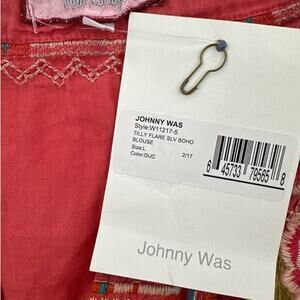 JOHNNY WAS
Style:W11217-5
TILLY FLARE SLV BOHO
BLOUSE
Size:L
Color:DUC 2/17
6 45733 79565 8
Johnny Was